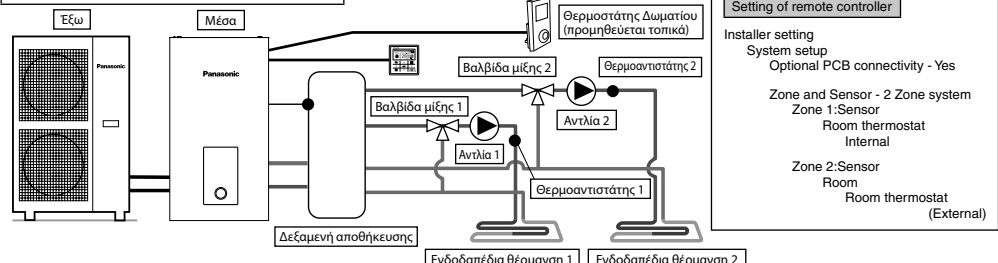 Έξω
Μέσα
Panasonic
Panasonic
Θερμοστάτης Δωματίου
(προμηθεύεται τοπικά)
Βαλβίδα μίξης 2
Θερμοαντιστάτης 2
Βαλβίδα μίξης 1
Αντλία 2
Αντλία 1
Θερμοαντιστάτης 1
Δεξαμενή αποθήκευσης
Ενδοδαπέδια θέρμανση 1
Ενδοδαπέδια θέρμανση 2
Setting of remote controller
Installer setting
System setup
Optional PCB connectivity - Yes
Zone and Sensor - 2 Zone system
Zone 1:Sensor
Room thermostat
Internal
Zone 2:Sensor
Room
Room thermostat
(External)